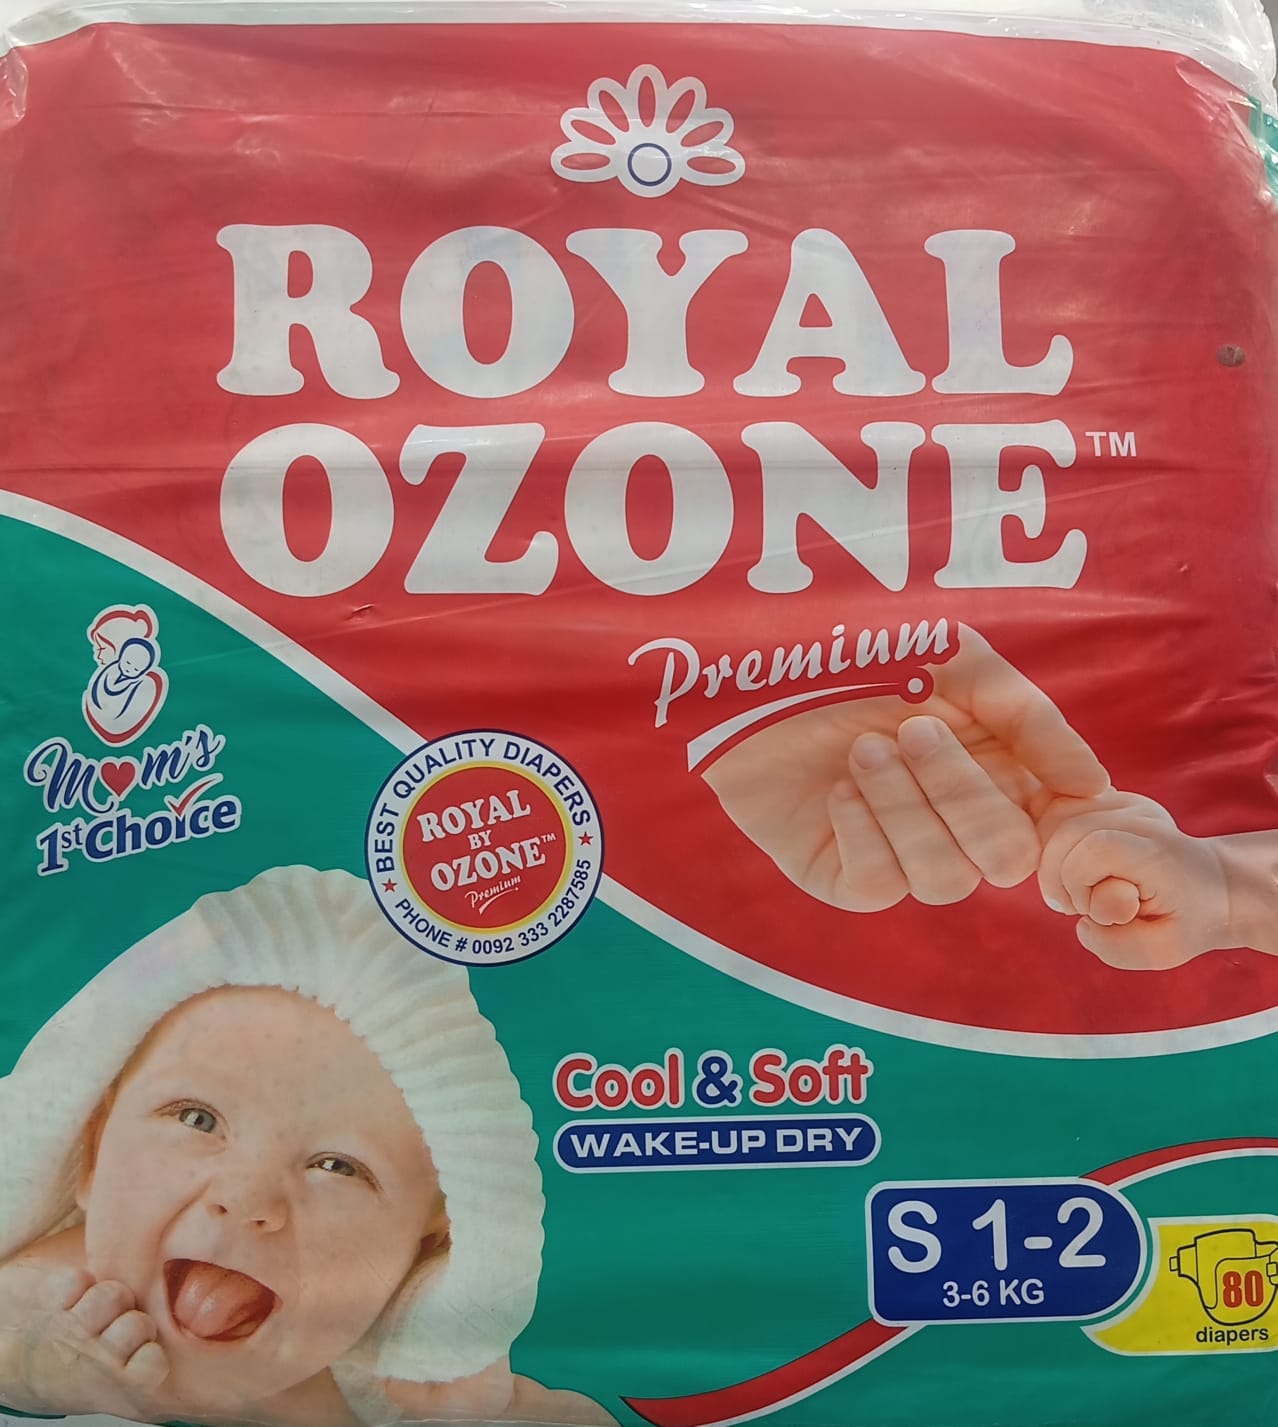 ROYAL
OZONE™
Premium
Mom's
1st Choice
BEST QUALITY DIAPERS
ROYAL
BY
OZONE™
Premium
PHONE # 0092 333 2287585
Cool & Soft
WAKE-UP DRY
S 1-2
3-6 KG
80
diapers